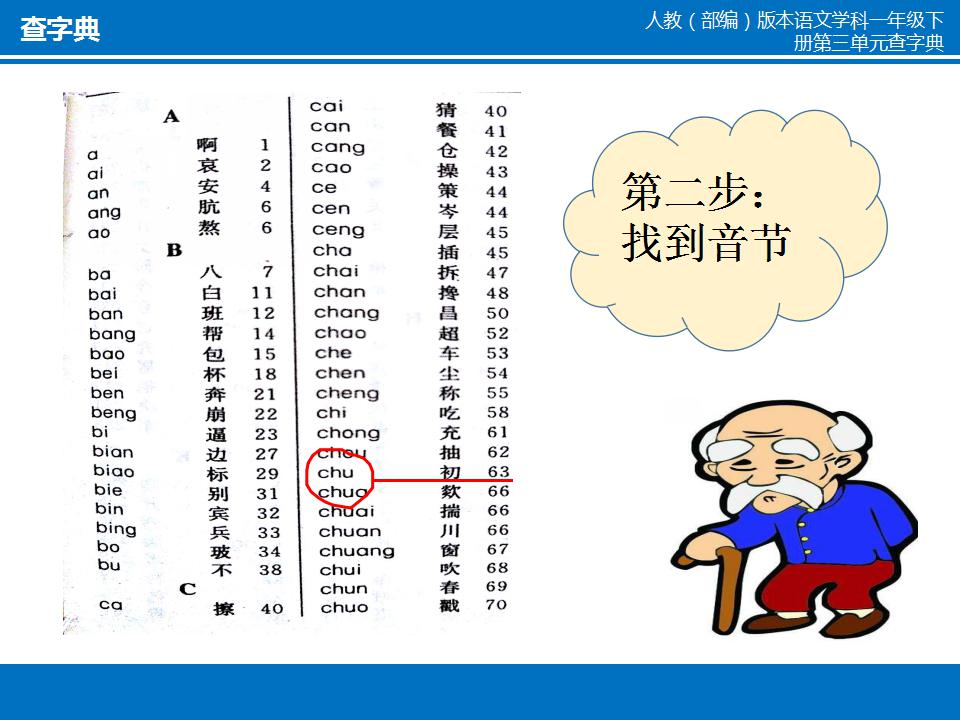 查字典
人教（部编）版本语文学科一年级下
册第三单元查字典
A
a 啊 1
ai 哀 2
an 安 4
ang 肮 6
ao 熬 6
B
ba 八 7
bai 白 11
ban 班 12
bang 帮 14
bao 包 15
bei 杯 18
ben 奔 21
beng 崩 22
bi 逼 23
bian 边 27
biao 标 29
bie 别 31
bin 宾 32
bing 兵 33
bo 玻 34
bu 不 38
C
ca 擦 40
cai 猜 40
can 餐 41
cang 仓 42
cao 操 43
ce 策 44
cen 岑 44
ceng 层 45
cha 插 45
chai 拆 47
chan 搀 48
chang 昌 50
chao 超 52
che 车 53
chen 尘 54
cheng 称 55
chi 吃 58
chong 充 61
chou 抽 62
chu 初 63
chua 欻 66
chuai 揣 66
chuan 川 66
chuang 窗 67
chui 吹 68
chun 春 69
chuo 戳 70
第二步：
找到音节